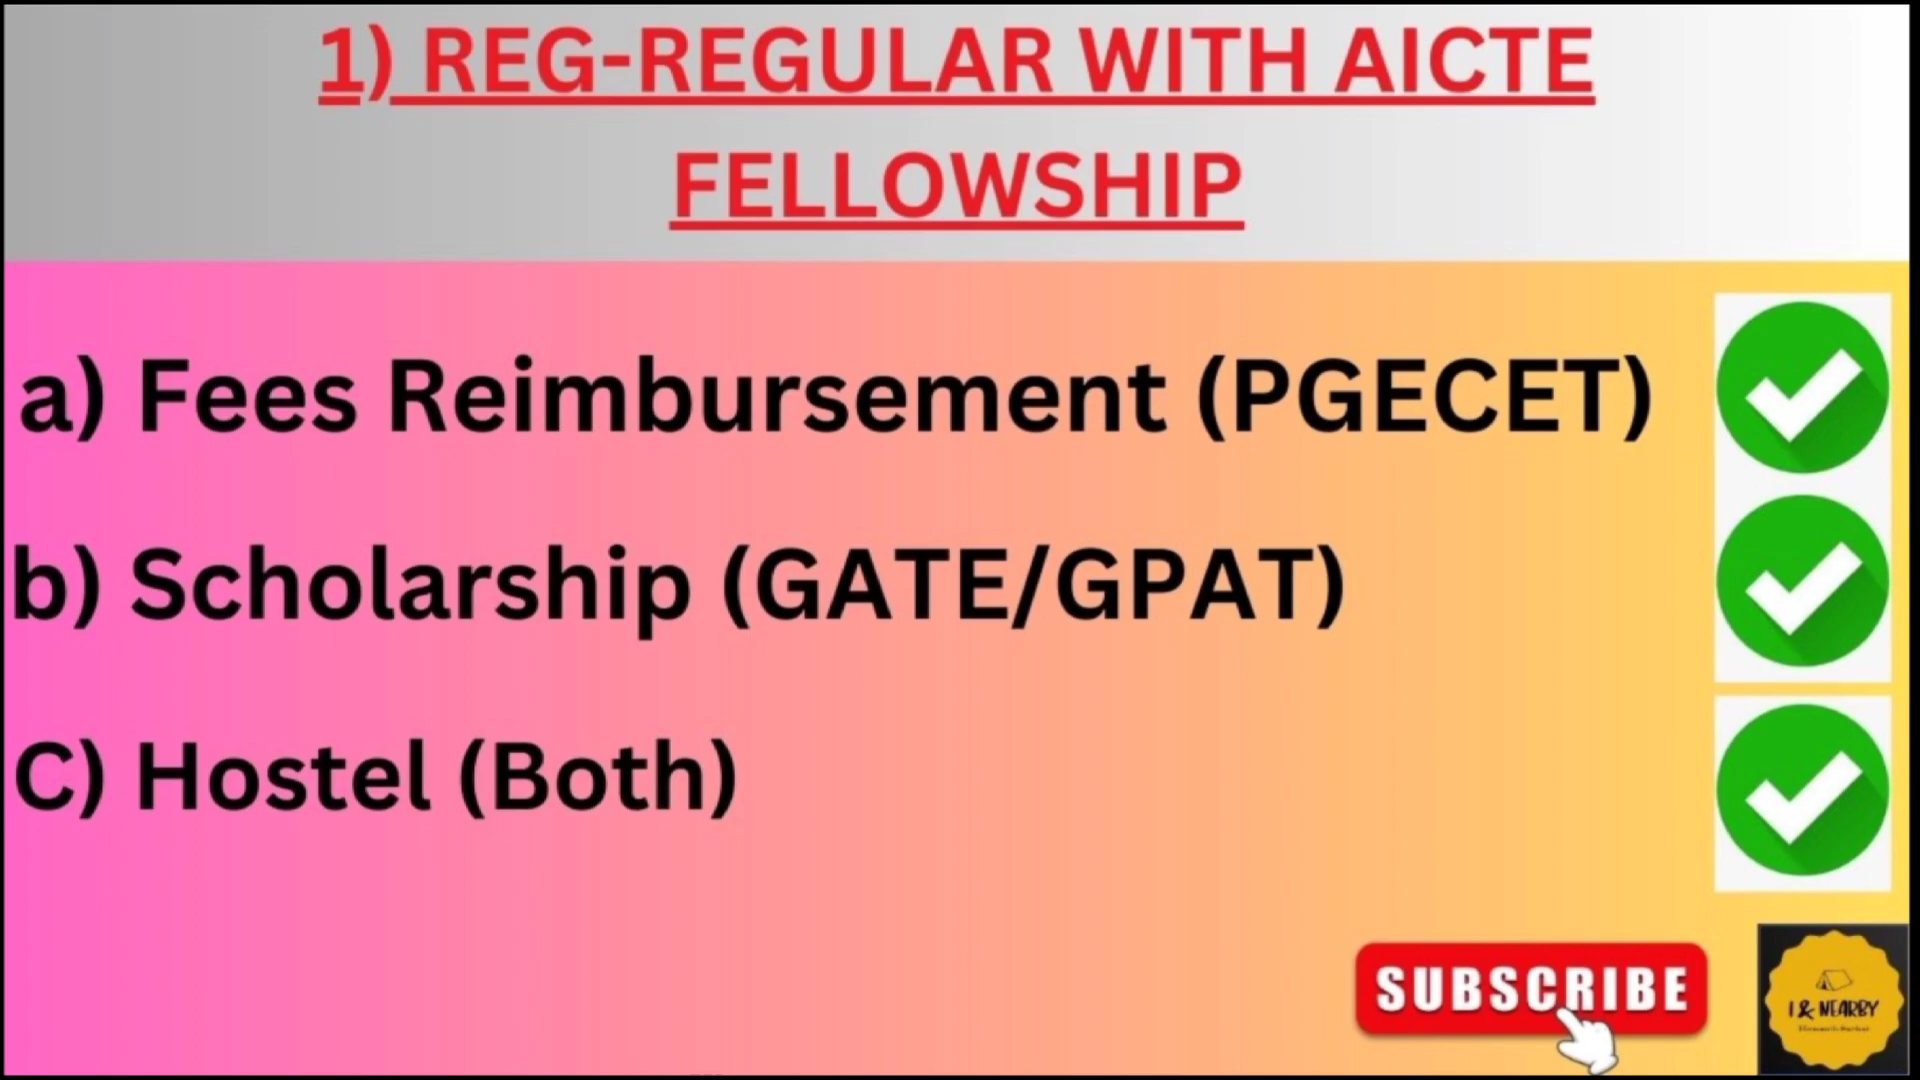 1) REG-REGULAR WITH AICTE
FELLOWSHIP
a) Fees Reimbursement (PGECET)
b) Scholarship (GATE/GPAT)
C) Hostel (Both)
SUBSCRIBE
I & NEARBY